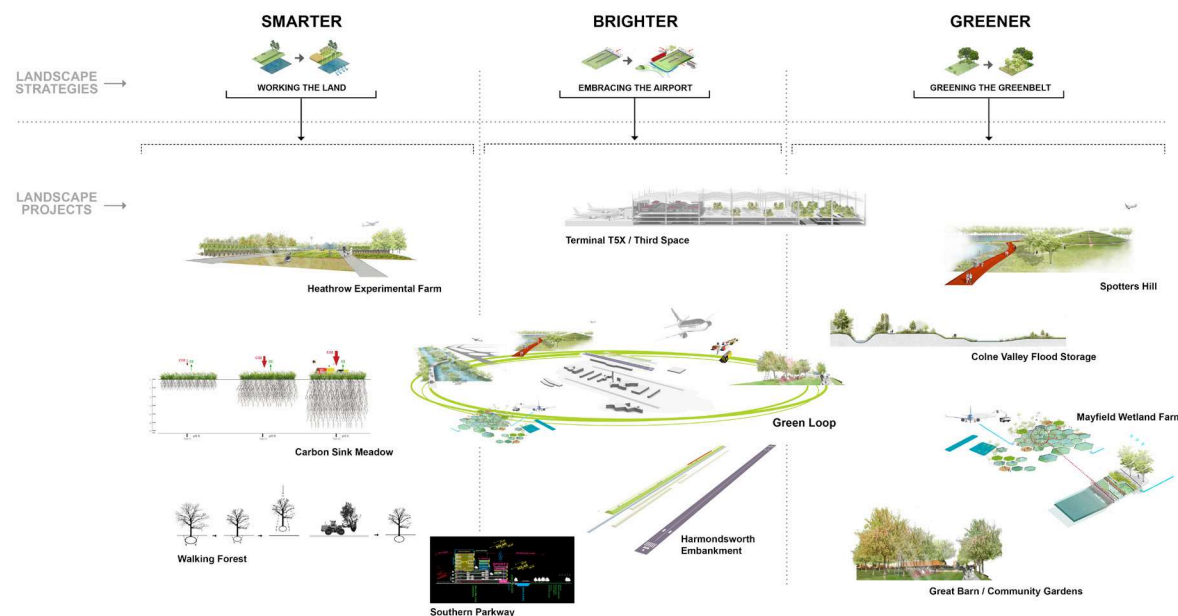 SMARTER
BRIGHTER
GREENER
LANDSCAPE
STRATEGIES
WORKING THE LAND
EMBRACING THE AIRPORT
GREENING THE GREENBELT
LANDSCAPE
PROJECTS
Terminal T5X / Third Space
Heathrow Experimental Farm
Spotters Hill
Colne Valley Flood Storage
Green Loop
Mayfield Wetland Farm
Carbon Sink Meadow
Harmondsworth
Embankment
Walking Forest
Great Barn / Community Gardens
Southern Parkway